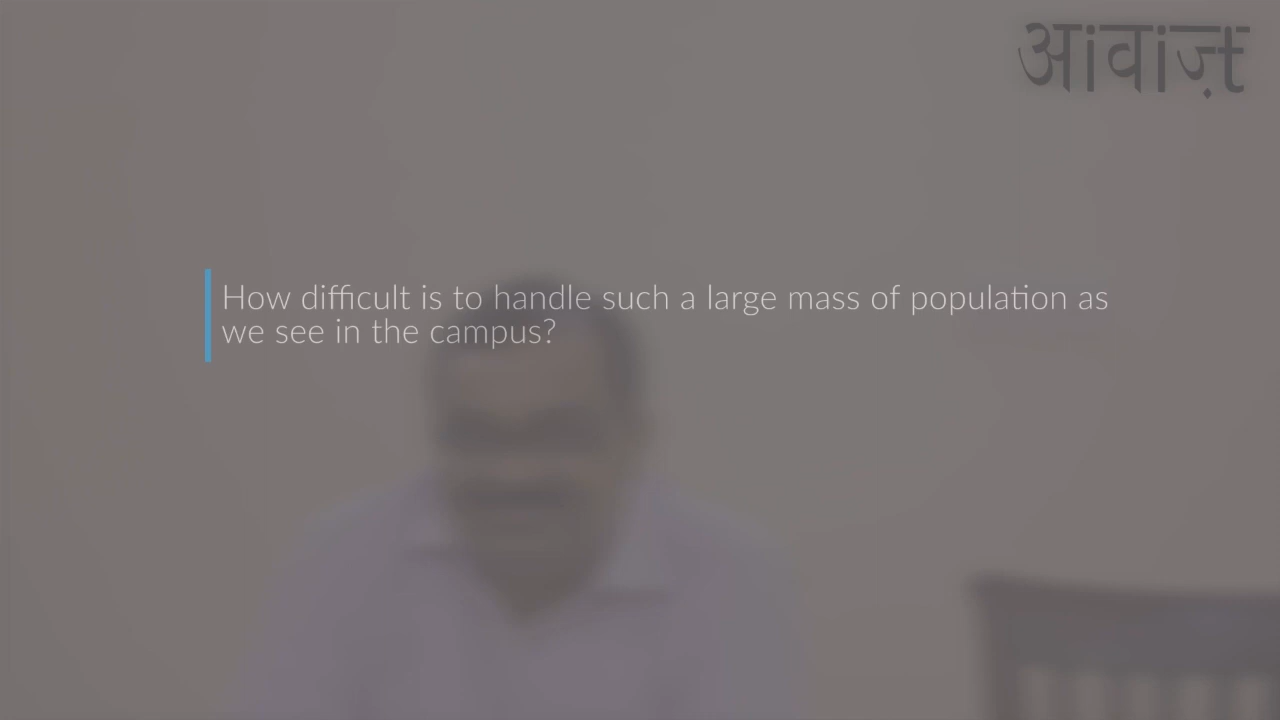 आवाज़
How difficult is to handle such a large mass of population as
we see in the campus?